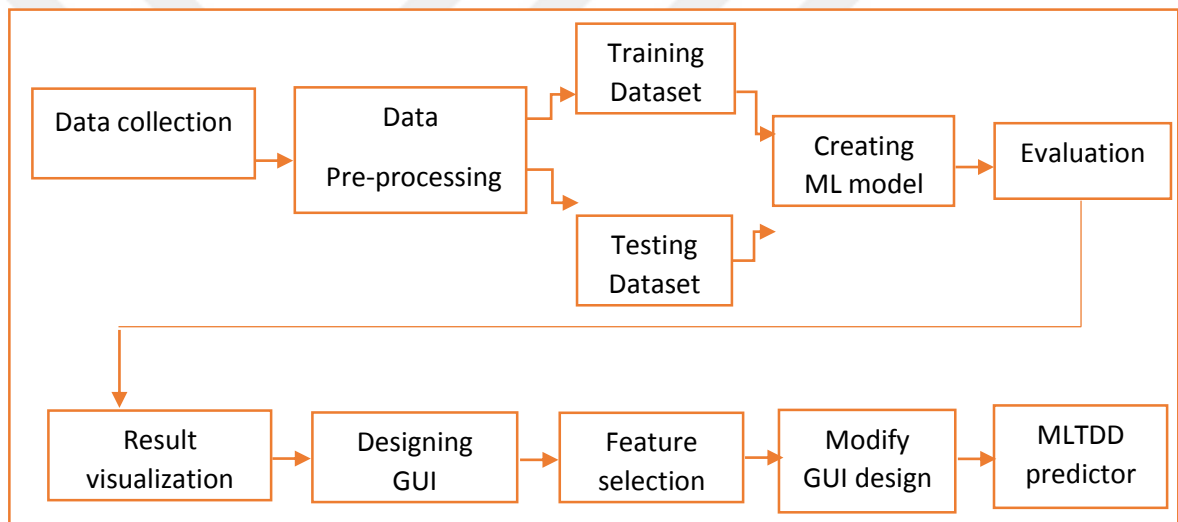 Data collection
Data
Pre-processing
Training
Dataset
Testing
Dataset
Creating
ML model
Evaluation
Result
visualization
Designing
GUI
Feature
selection
Modify
GUI design
MLTDD
predictor